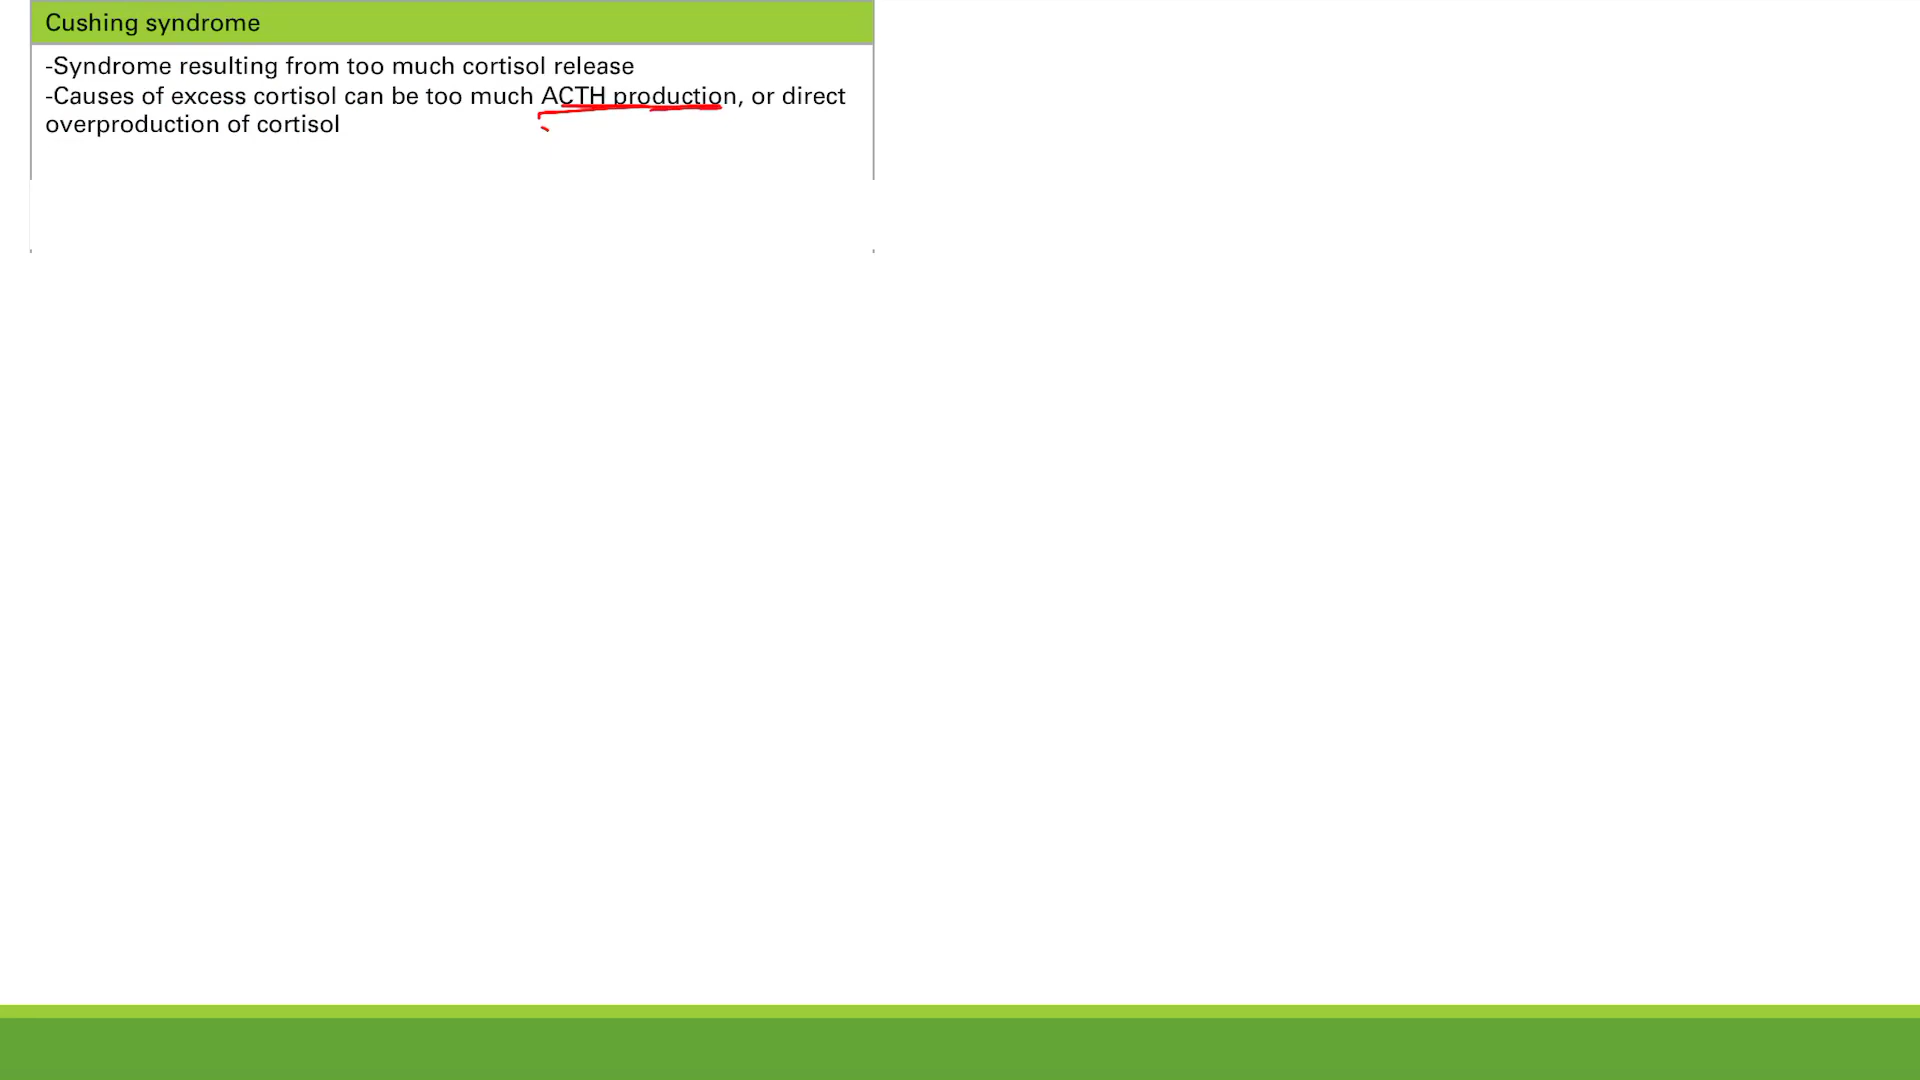 Cushing syndrome
-Syndrome resulting from too much cortisol release
-Causes of excess cortisol can be too much ACTH production, or direct
overproduction of cortisol